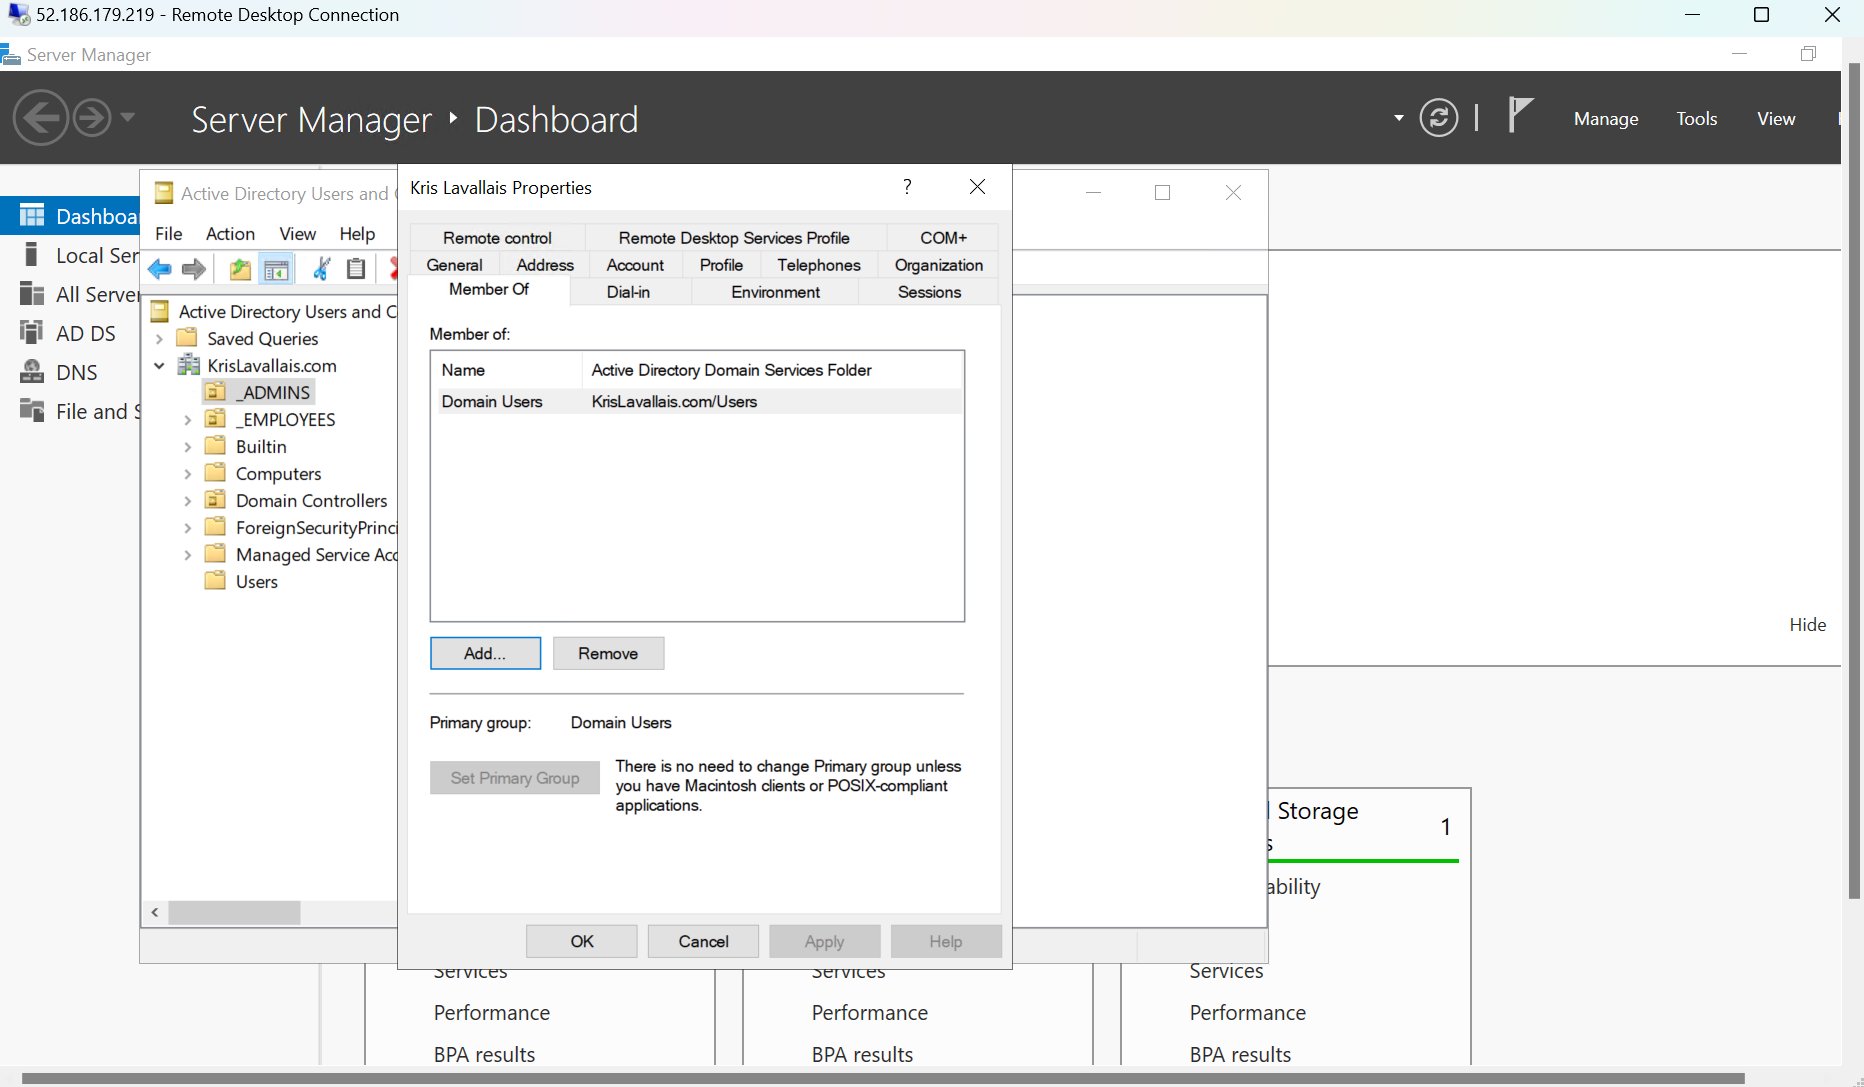 52.186.179.219 - Remote Desktop Connection
Server Manager
Server Manager
Dashboard
Manage
Tools
View
Active Directory Users and
Kris Lavallais Properties
?
File
Action
View
Help
Remote control
Remote Desktop Services Profile
COM+
General
Address
Account
Profile
Telephones
Organization
Member Of
Dial-in
Environment
Sessions
Dashboa
Local Ser
All Server
AD DS
DNS
File and S
Active Directory Users and C
Saved Queries
KrisLavallais.com
_ADMINS
_EMPLOYEES
Builtin
Computers
Domain Controllers
ForeignSecurityPrinci
Managed Service Acc
Users
Member of:
Name
Active Directory Domain Services Folder
Domain Users
KrisLavallais.com/Users
Add...
Remove
Primary group:
Domain Users
Set Primary Group
There is no need to change Primary group unless
you have Macintosh clients or POSIX-compliant
applications.
OK
Cancel
Apply
Help
Hide
Storage
1
s
ability
Services
Performance
BPA results
Services
Performance
BPA results
Services
Performance
BPA results